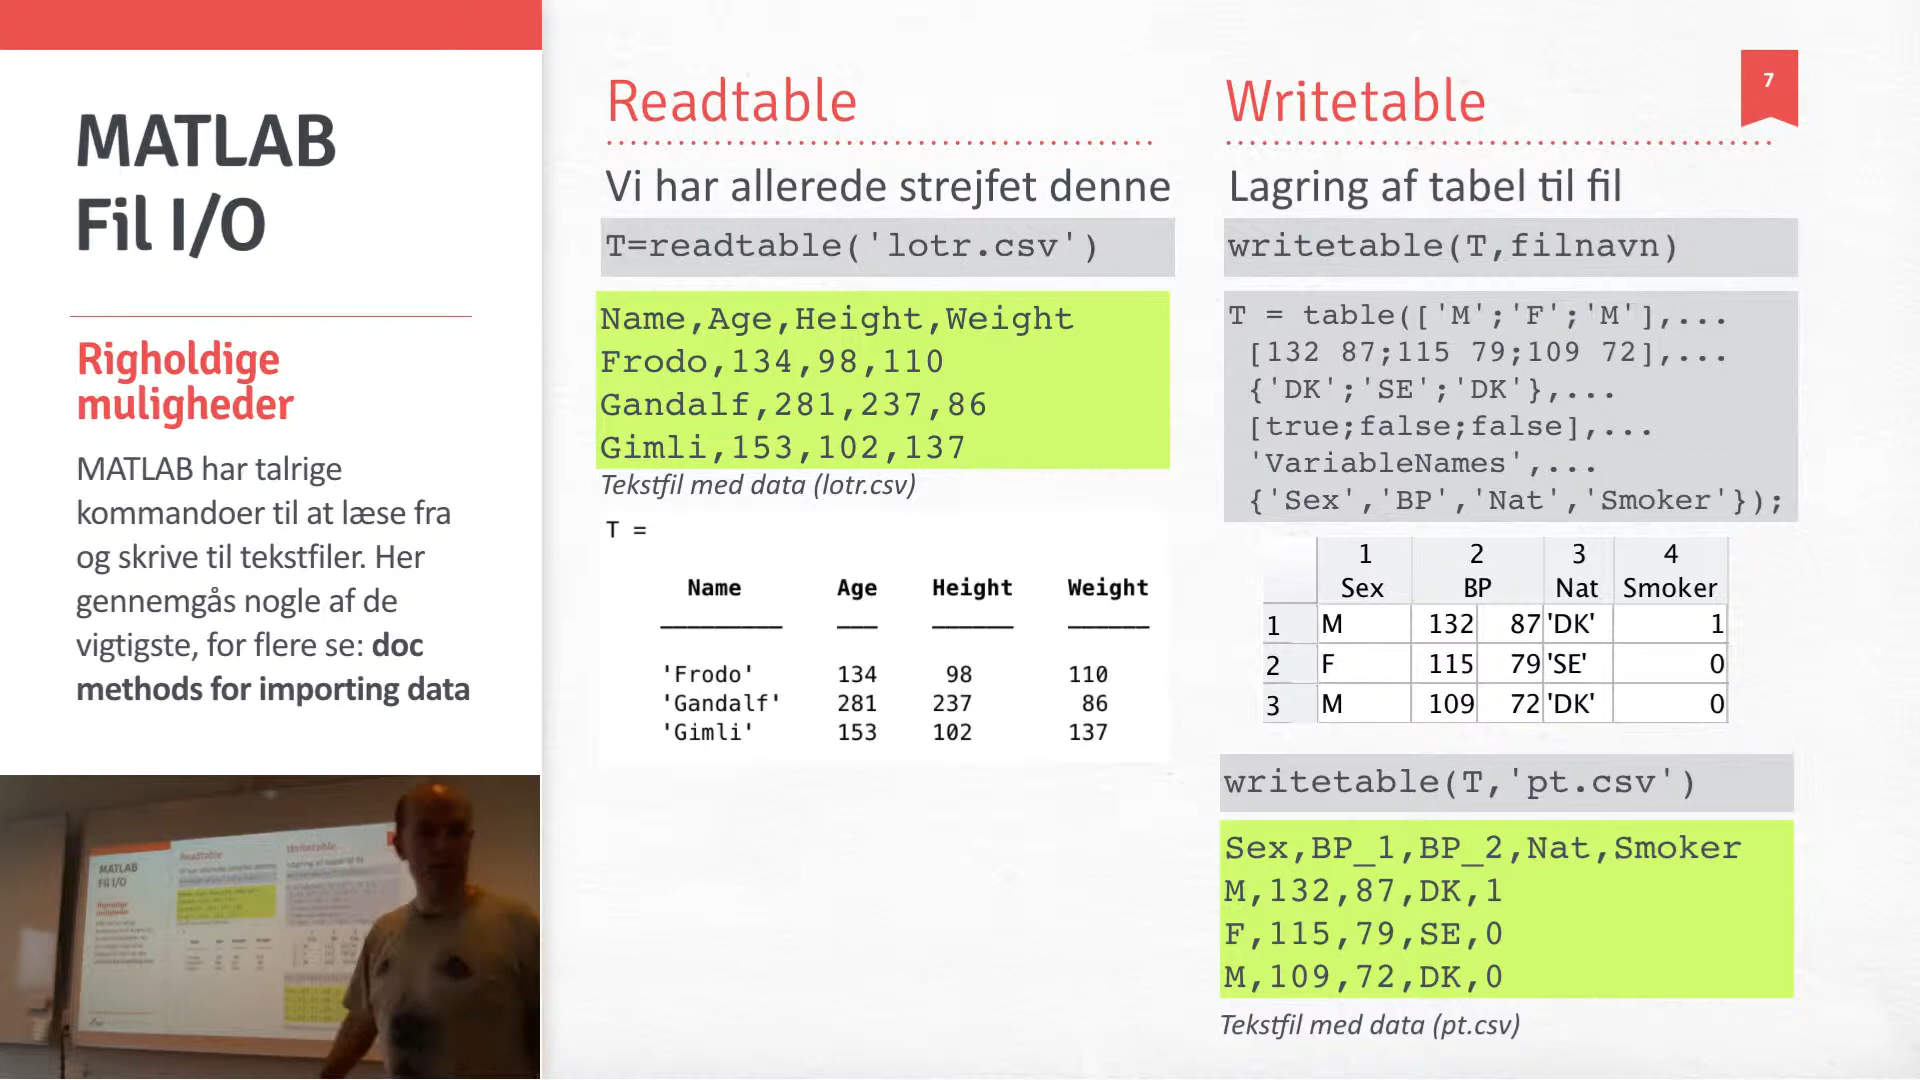 MATLAB
Fil I/O
Righoldige
muligheder
MATLAB har talrige
kommandoer til at læse fra
og skrive til tekstfiler. Her
gennemgås nogle af de
vigtigste, for flere se: doc
methods for importing data
Readtable
Vi har allerede strejfet denne
T=readtable('lotr.csv')
Name,Age,Height,Weight
Frodo,134,98,110
Gandalf,281,237,86
Gimli,153,102,137
Tekstfil med data (lotr.csv)
T =
Name Age Height Weight
'Frodo' 134 98 110
'Gandalf' 281 237 86
'Gimli' 153 102 137
Writetable
7
Lagring af tabel til fil
writetable(T,filnavn)
T = table(['M';'F';'M'],...
[132 87;115 79;109 72],...
{'DK';'SE';'DK'},...
[true;false;false],...
'VariableNames',...
{'Sex','BP','Nat','Smoker'});
1 2 3 4
Sex BP Nat Smoker
1 M 132 87 'DK' 1
2 F 115 79 'SE' 0
3 M 109 72 'DK' 0
writetable(T,'pt.csv')
Sex,BP_1,BP_2,Nat,Smoker
M,132,87,DK,1
F,115,79,SE,0
M,109,72,DK,0
Tekstfil med data (pt.csv)
MATLAB
Fil I/O
Readtable
Writetable